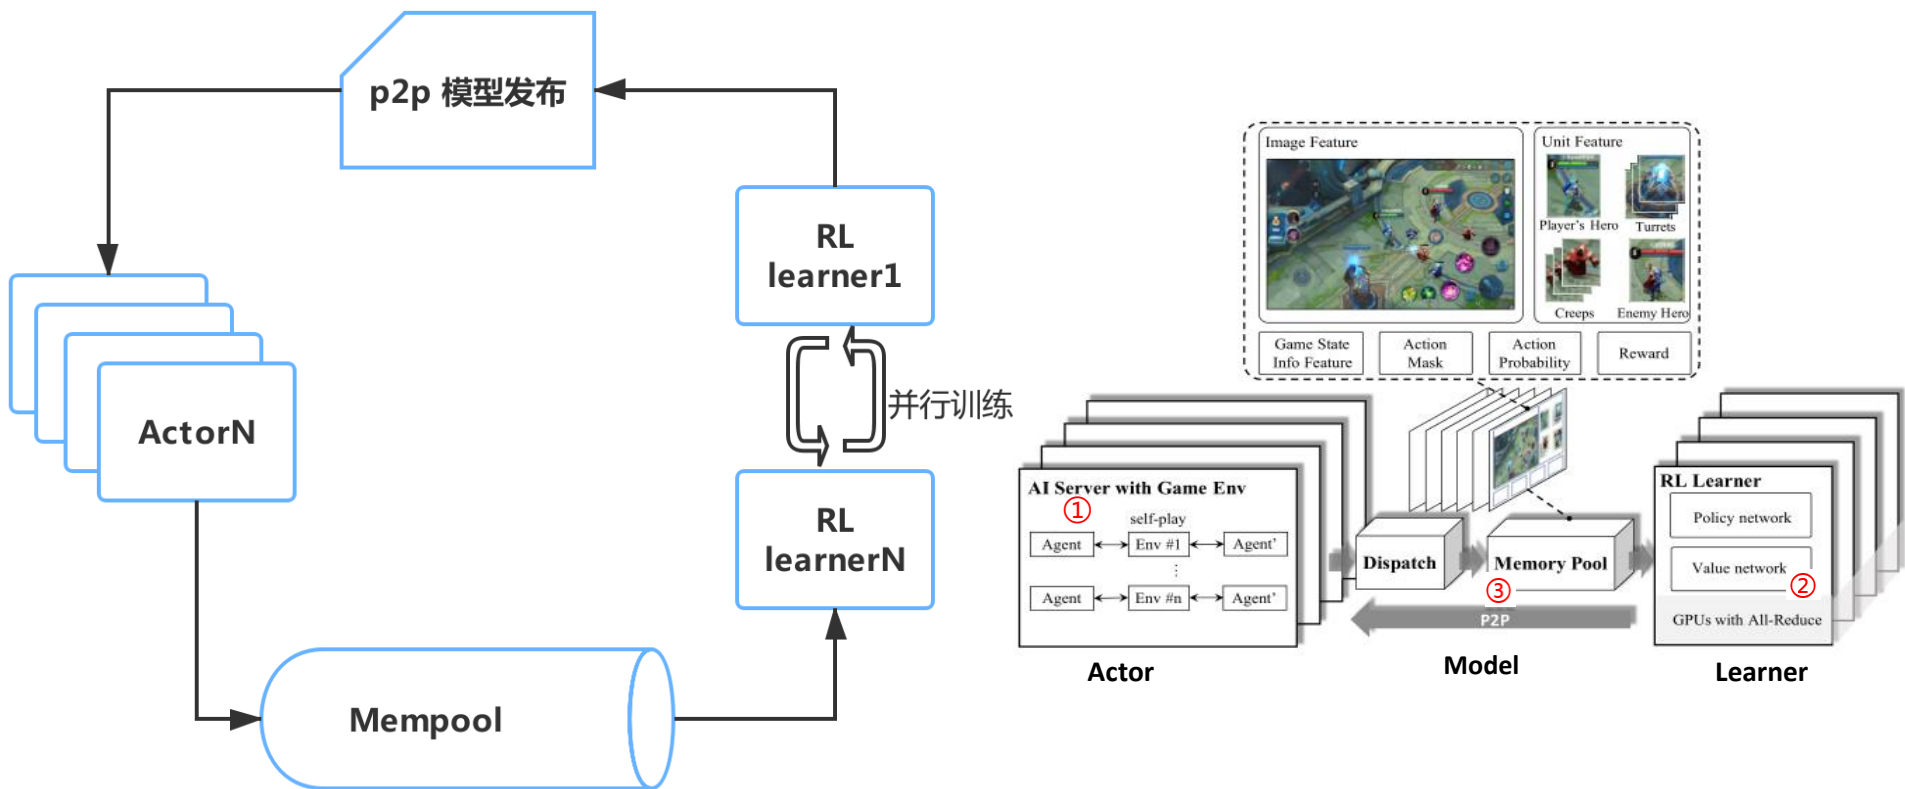 p2p 模型发布
RL
learner1
并行训练
ActorN
RL
learnerN
Mempool
Image Feature
Unit Feature
Player's Hero
Turrets
Creeps
Enemy Hero
Game State
Info Feature
Action
Mask
Action
Probability
Reward
AI Server with Game Env
①
self-play
Agent
Env #1
Agent'
⋮
Agent
Env #n
Agent'
Dispatch
Memory Pool
③
P2P
RL Learner
Policy network
Value network
②
GPUs with All-Reduce
Actor
Model
Learner